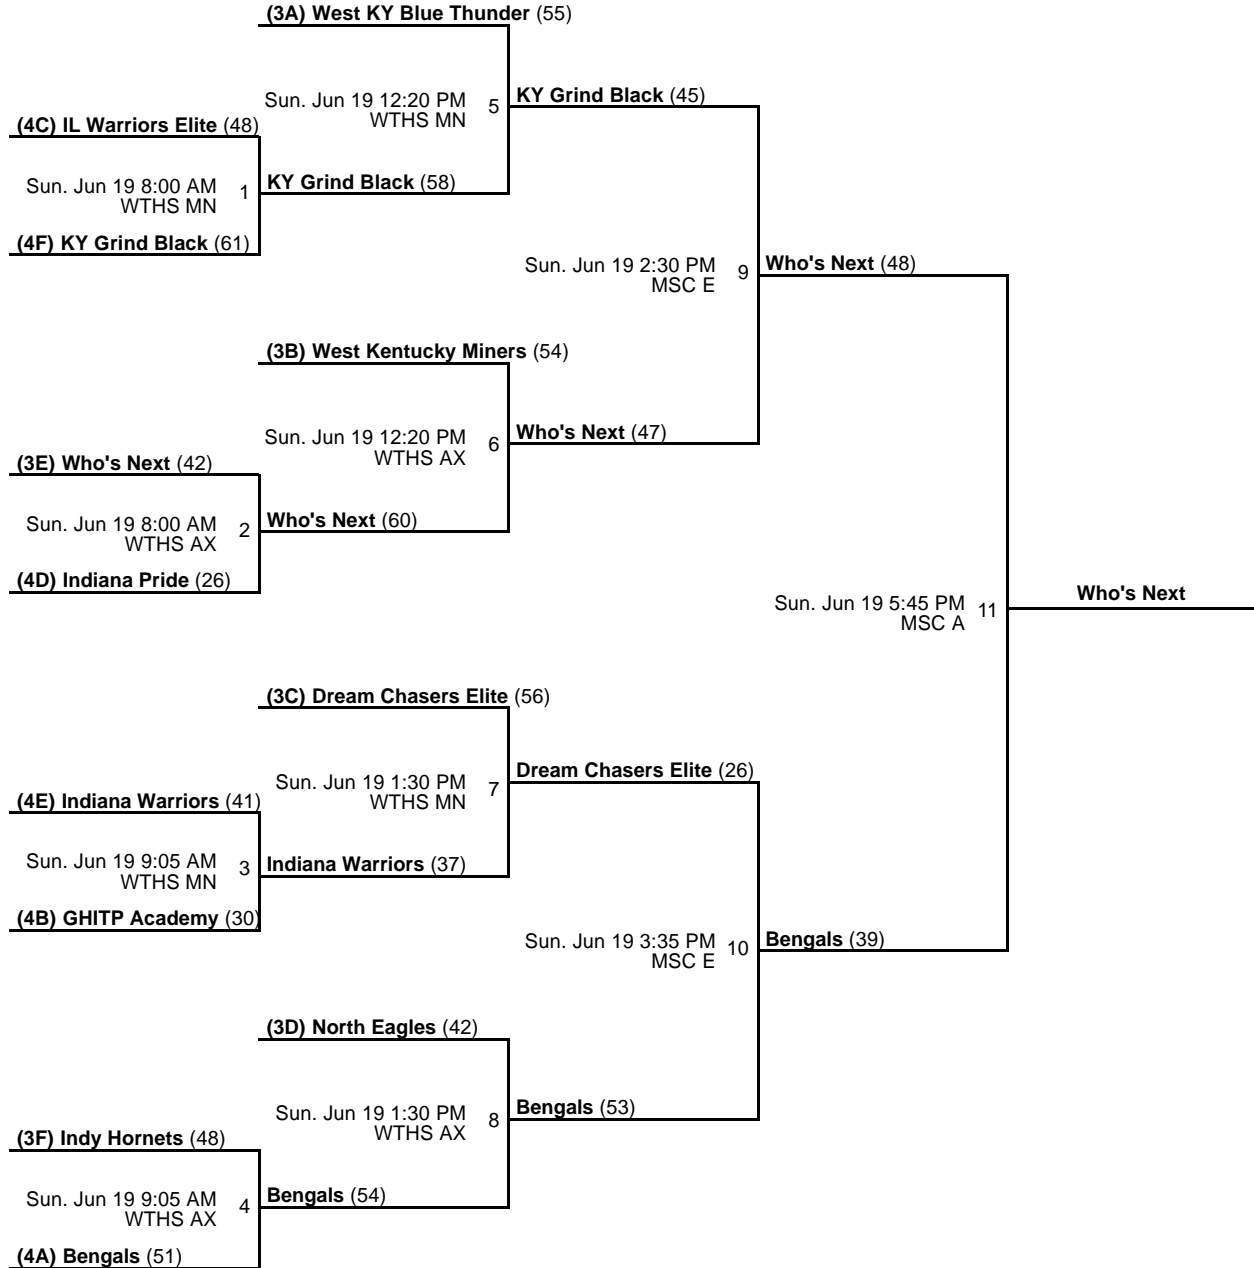 (3A) West KY Blue Thunder (55)
Sun. Jun 19 12:20 PM
WTHS MN
5
KY Grind Black (45)
(4C) IL Warriors Elite (48)
Sun. Jun 19 8:00 AM
WTHS MN
1
KY Grind Black (58)
(4F) KY Grind Black (61)
Sun. Jun 19 2:30 PM
MSC E
9
Who's Next (48)
(3B) West Kentucky Miners (54)
Sun. Jun 19 12:20 PM
WTHS AX
6
Who's Next (47)
(3E) Who's Next (42)
Sun. Jun 19 8:00 AM
WTHS AX
2
Who's Next (60)
(4D) Indiana Pride (26)
Sun. Jun 19 5:45 PM
MSC A
11
Who's Next
(3C) Dream Chasers Elite (56)
Sun. Jun 19 1:30 PM
WTHS MN
7
Dream Chasers Elite (26)
(4E) Indiana Warriors (41)
Sun. Jun 19 9:05 AM
WTHS MN
3
Indiana Warriors (37)
(4B) GHITP Academy (30)
Sun. Jun 19 3:35 PM
MSC E
10
Bengals (39)
(3D) North Eagles (42)
Sun. Jun 19 1:30 PM
WTHS AX
8
Bengals (53)
(3F) Indy Hornets (48)
Sun. Jun 19 9:05 AM
WTHS AX
4
Bengals (54)
(4A) Bengals (51)